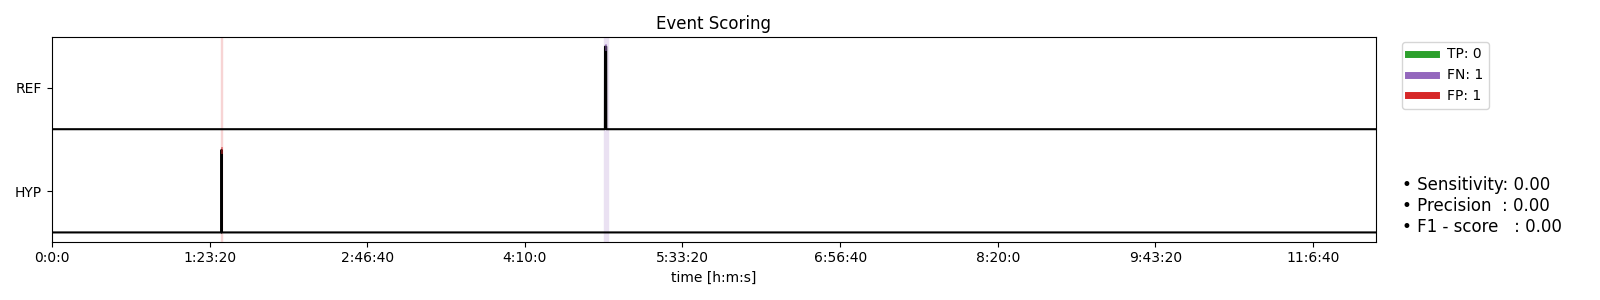 Event Scoring
REF
HYP
0:0:0
1:23:20
2:46:40
4:10:0
5:33:20
6:56:40
8:20:0
9:43:20
11:6:40
time [h:m:s]
TP: 0
FN: 1
FP: 1
• Sensitivity: 0.00
• Precision : 0.00
• F1 - score : 0.00